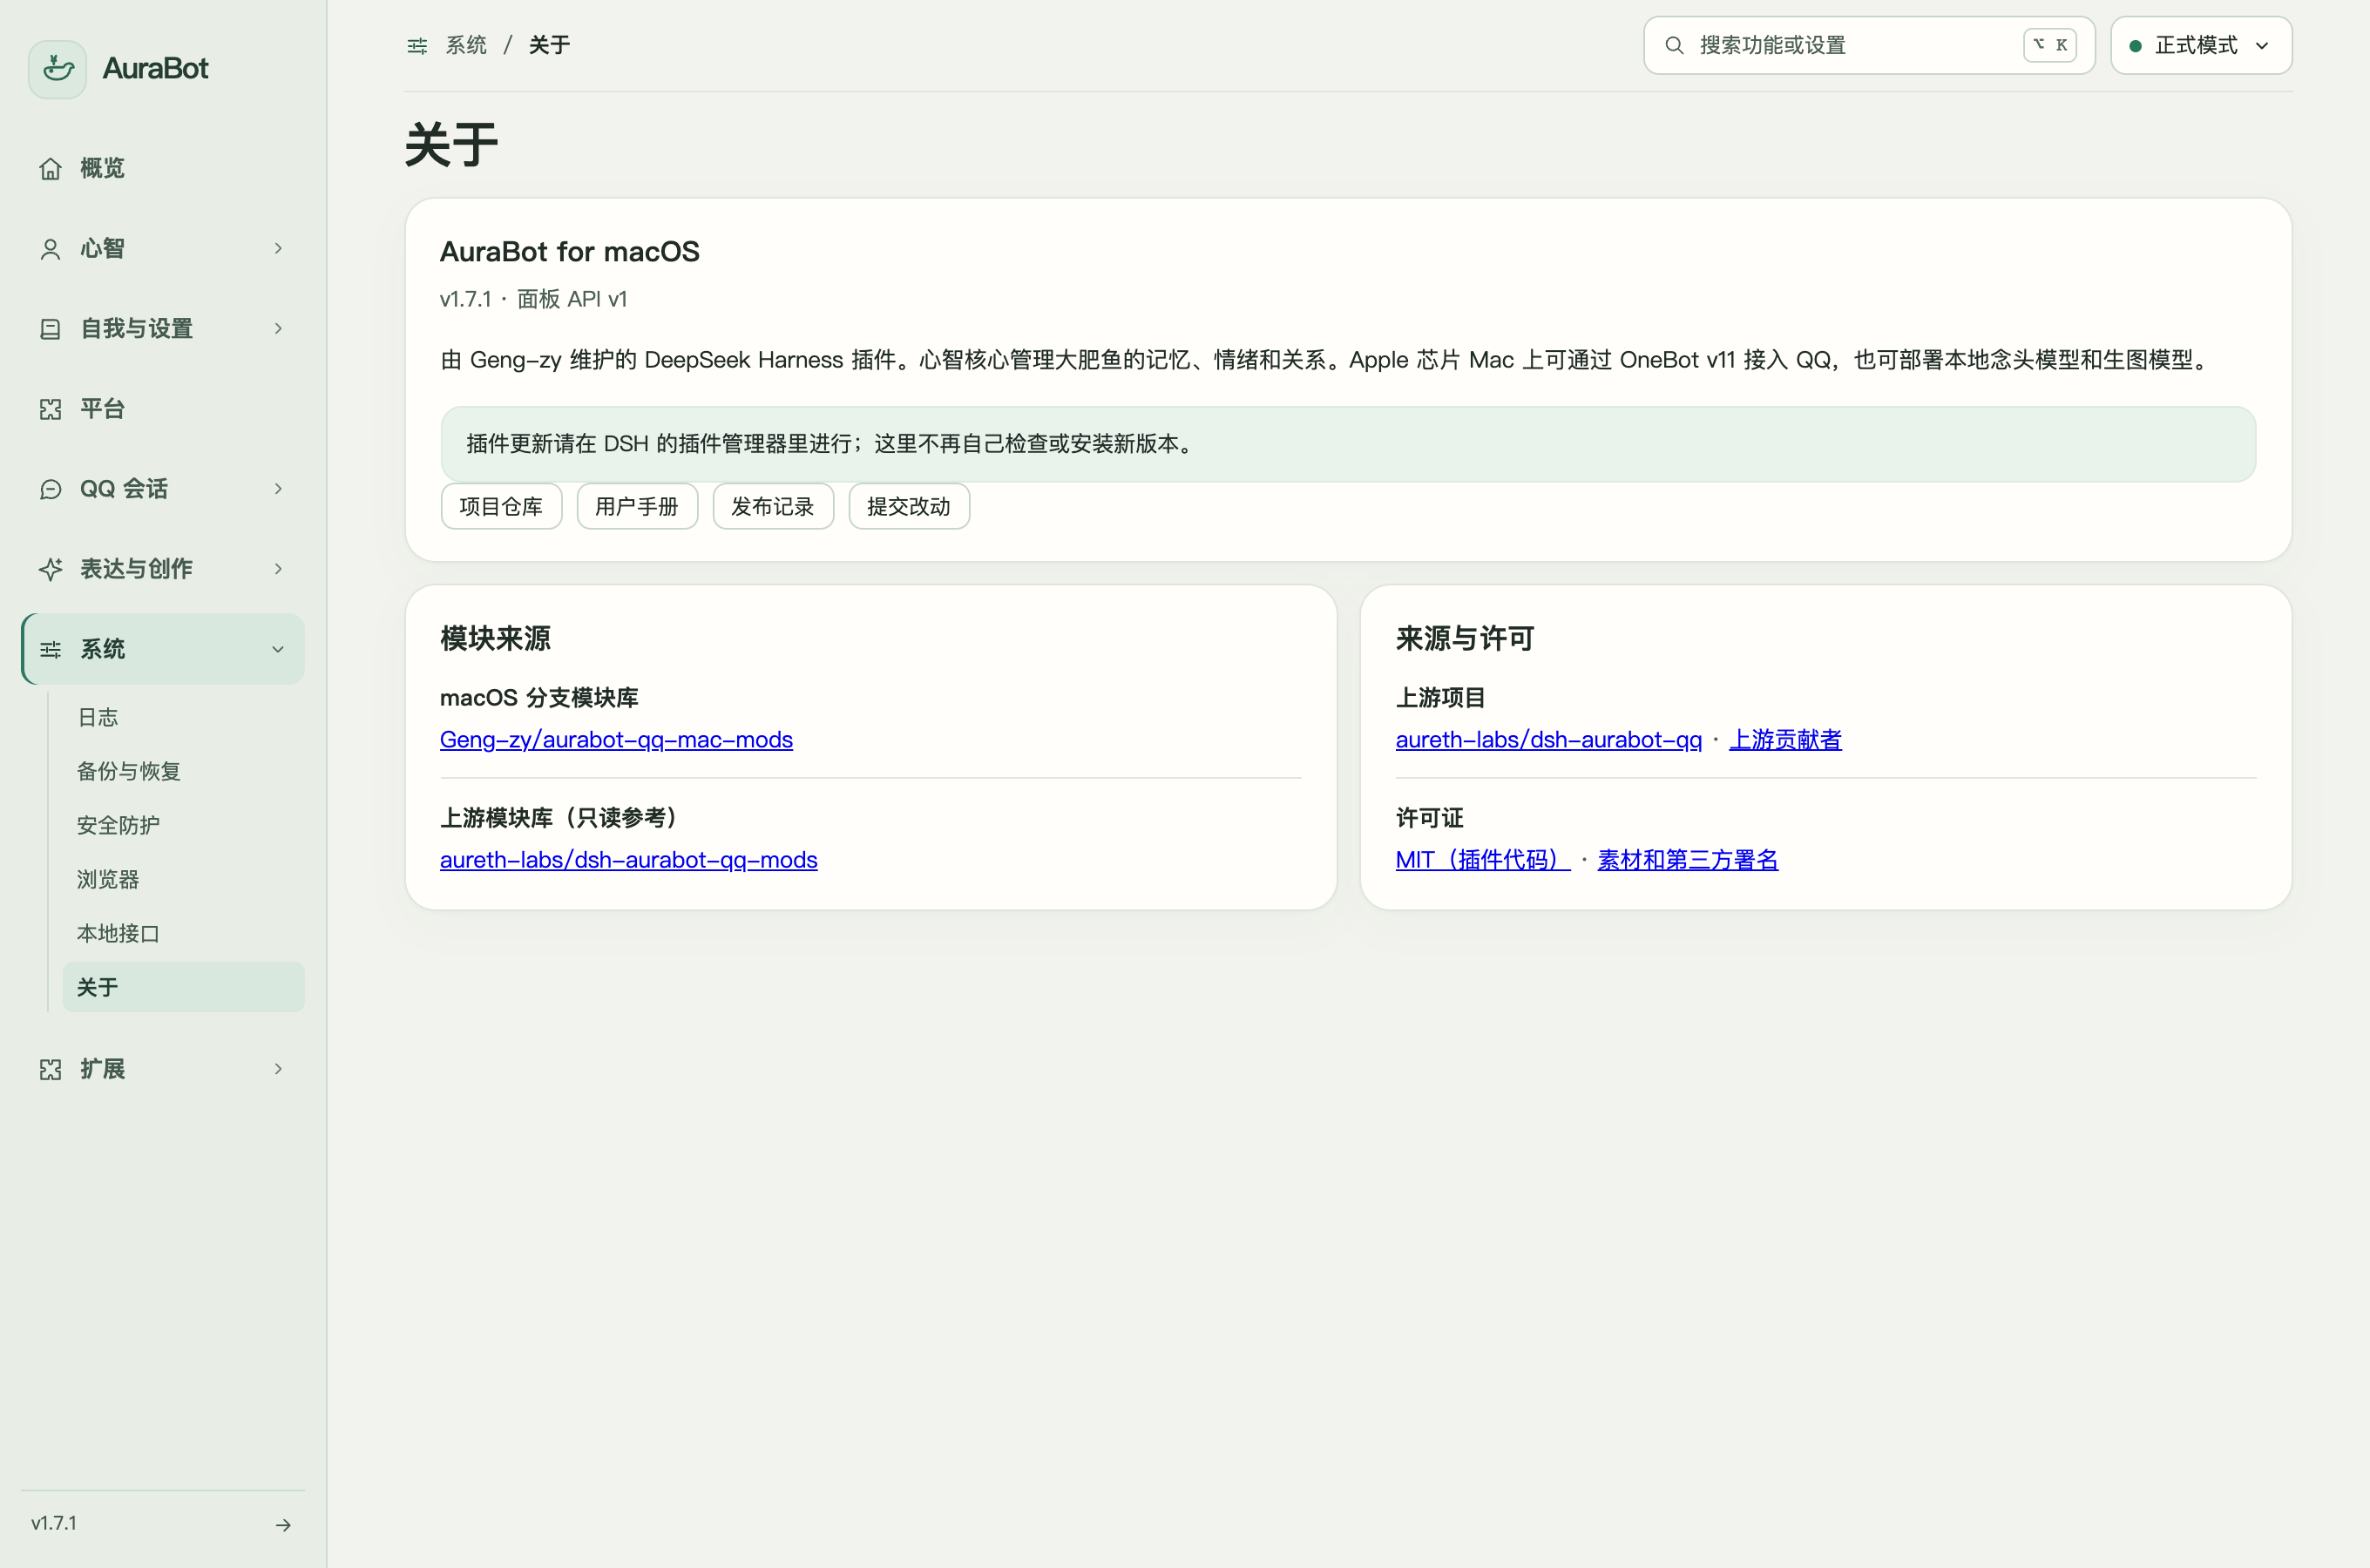 AuraBot
概览
心智
自我与设置
平台
QQ 会话
表达与创作
系统
日志
备份与恢复
安全防护
浏览器
本地接口
关于
扩展
v1.7.1
系统 / 关于
搜索功能或设置
⌥ K
正式模式
关于
AuraBot for macOS
v1.7.1 · 面板 API v1
由 Geng-zy 维护的 DeepSeek Harness 插件。心智核心管理大肥鱼的记忆、情绪和关系。Apple 芯片 Mac 上可通过 OneBot v11 接入 QQ，也可部署本地念头模型和生图模型。
插件更新请在 DSH 的插件管理器里进行；这里不再自己检查或安装新版本。
项目仓库 用户手册 发布记录 提交改动
模块来源
macOS 分支模块库
Geng-zy/aurabot-qq-mac-mods
上游模块库（只读参考）
aureth-labs/dsh-aurabot-qq-mods
来源与许可
上游项目
aureth-labs/dsh-aurabot-qq · 上游贡献者
许可证
MIT（插件代码） · 素材和第三方署名